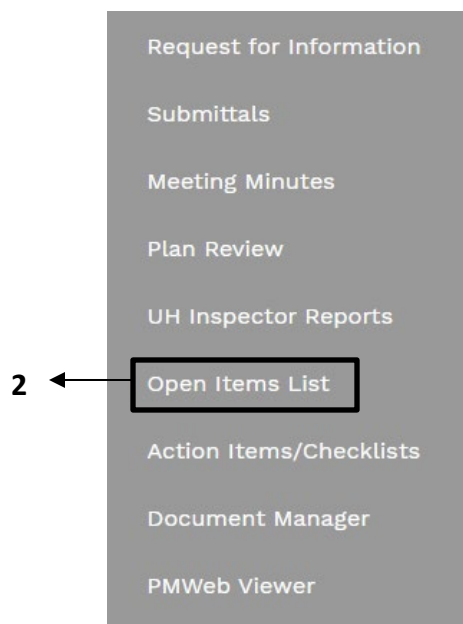 Request for Information
Submittals
Meeting Minutes
Plan Review
UH Inspector Reports
2
Open Items List
Action Items/Checklists
Document Manager
PMWeb Viewer